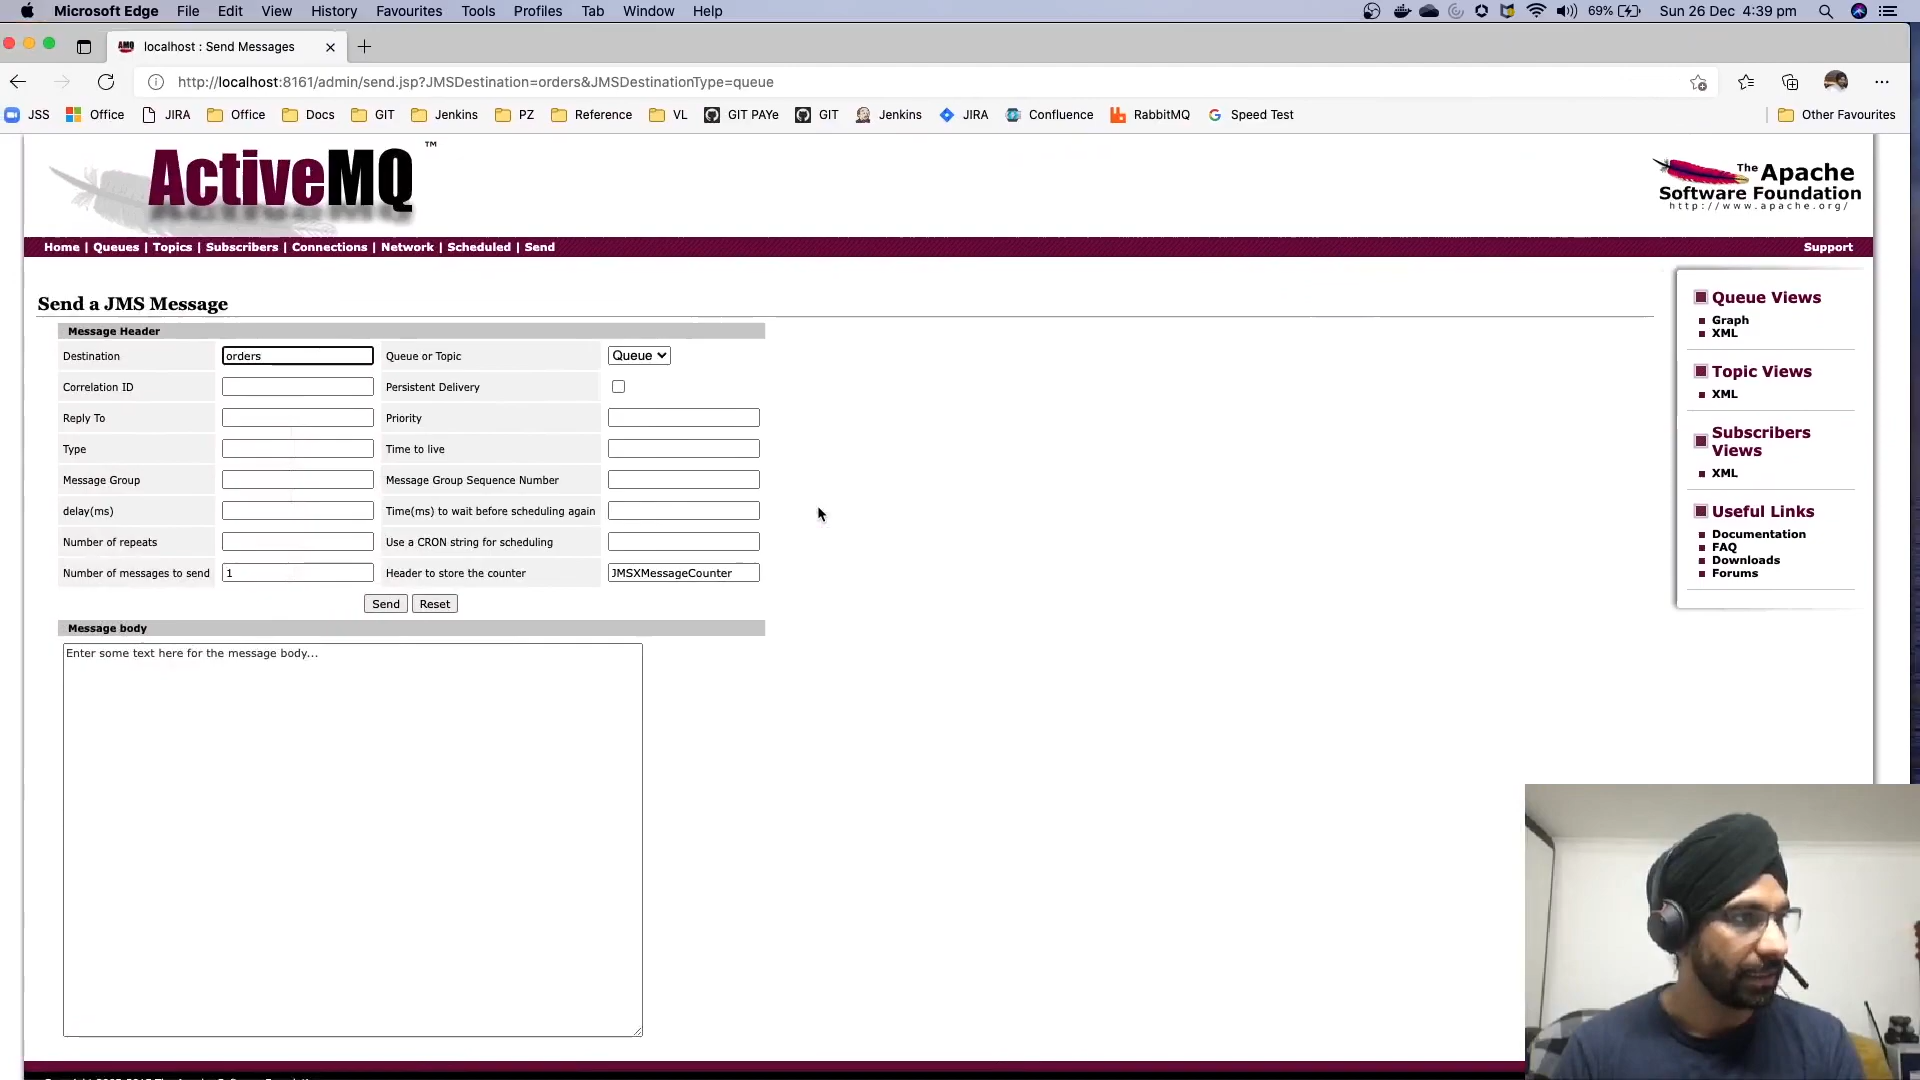 Microsoft Edge File Edit View History Favourites Tools Profiles Tab Window Help 69% Sun 26 Dec 4:39 pm
localhost : Send Messages
http://localhost:8161/admin/send.jsp?JMSDestination=orders&JMSDestinationType=queue
JSS Office JIRA Office Docs GIT Jenkins PZ Reference VL GIT PAYe GIT Jenkins JIRA Confluence RabbitMQ Speed Test Other Favourites
ActiveMQ ™
The Apache
Software Foundation
http://www.apache.org/
Home | Queues | Topics | Subscribers | Connections | Network | Scheduled | Send Support
Send a JMS Message
Message Header
Destination orders Queue or Topic Queue
Correlation ID Persistent Delivery
Reply To Priority
Type Time to live
Message Group Message Group Sequence Number
delay(ms) Time(ms) to wait before scheduling again
Number of repeats Use a CRON string for scheduling
Number of messages to send 1 Header to store the counter JMSXMessageCounter
Send Reset
Message body
Enter some text here for the message body...
Queue Views
Graph
XML
Topic Views
XML
Subscribers
Views
XML
Useful Links
Documentation
FAQ
Downloads
Forums